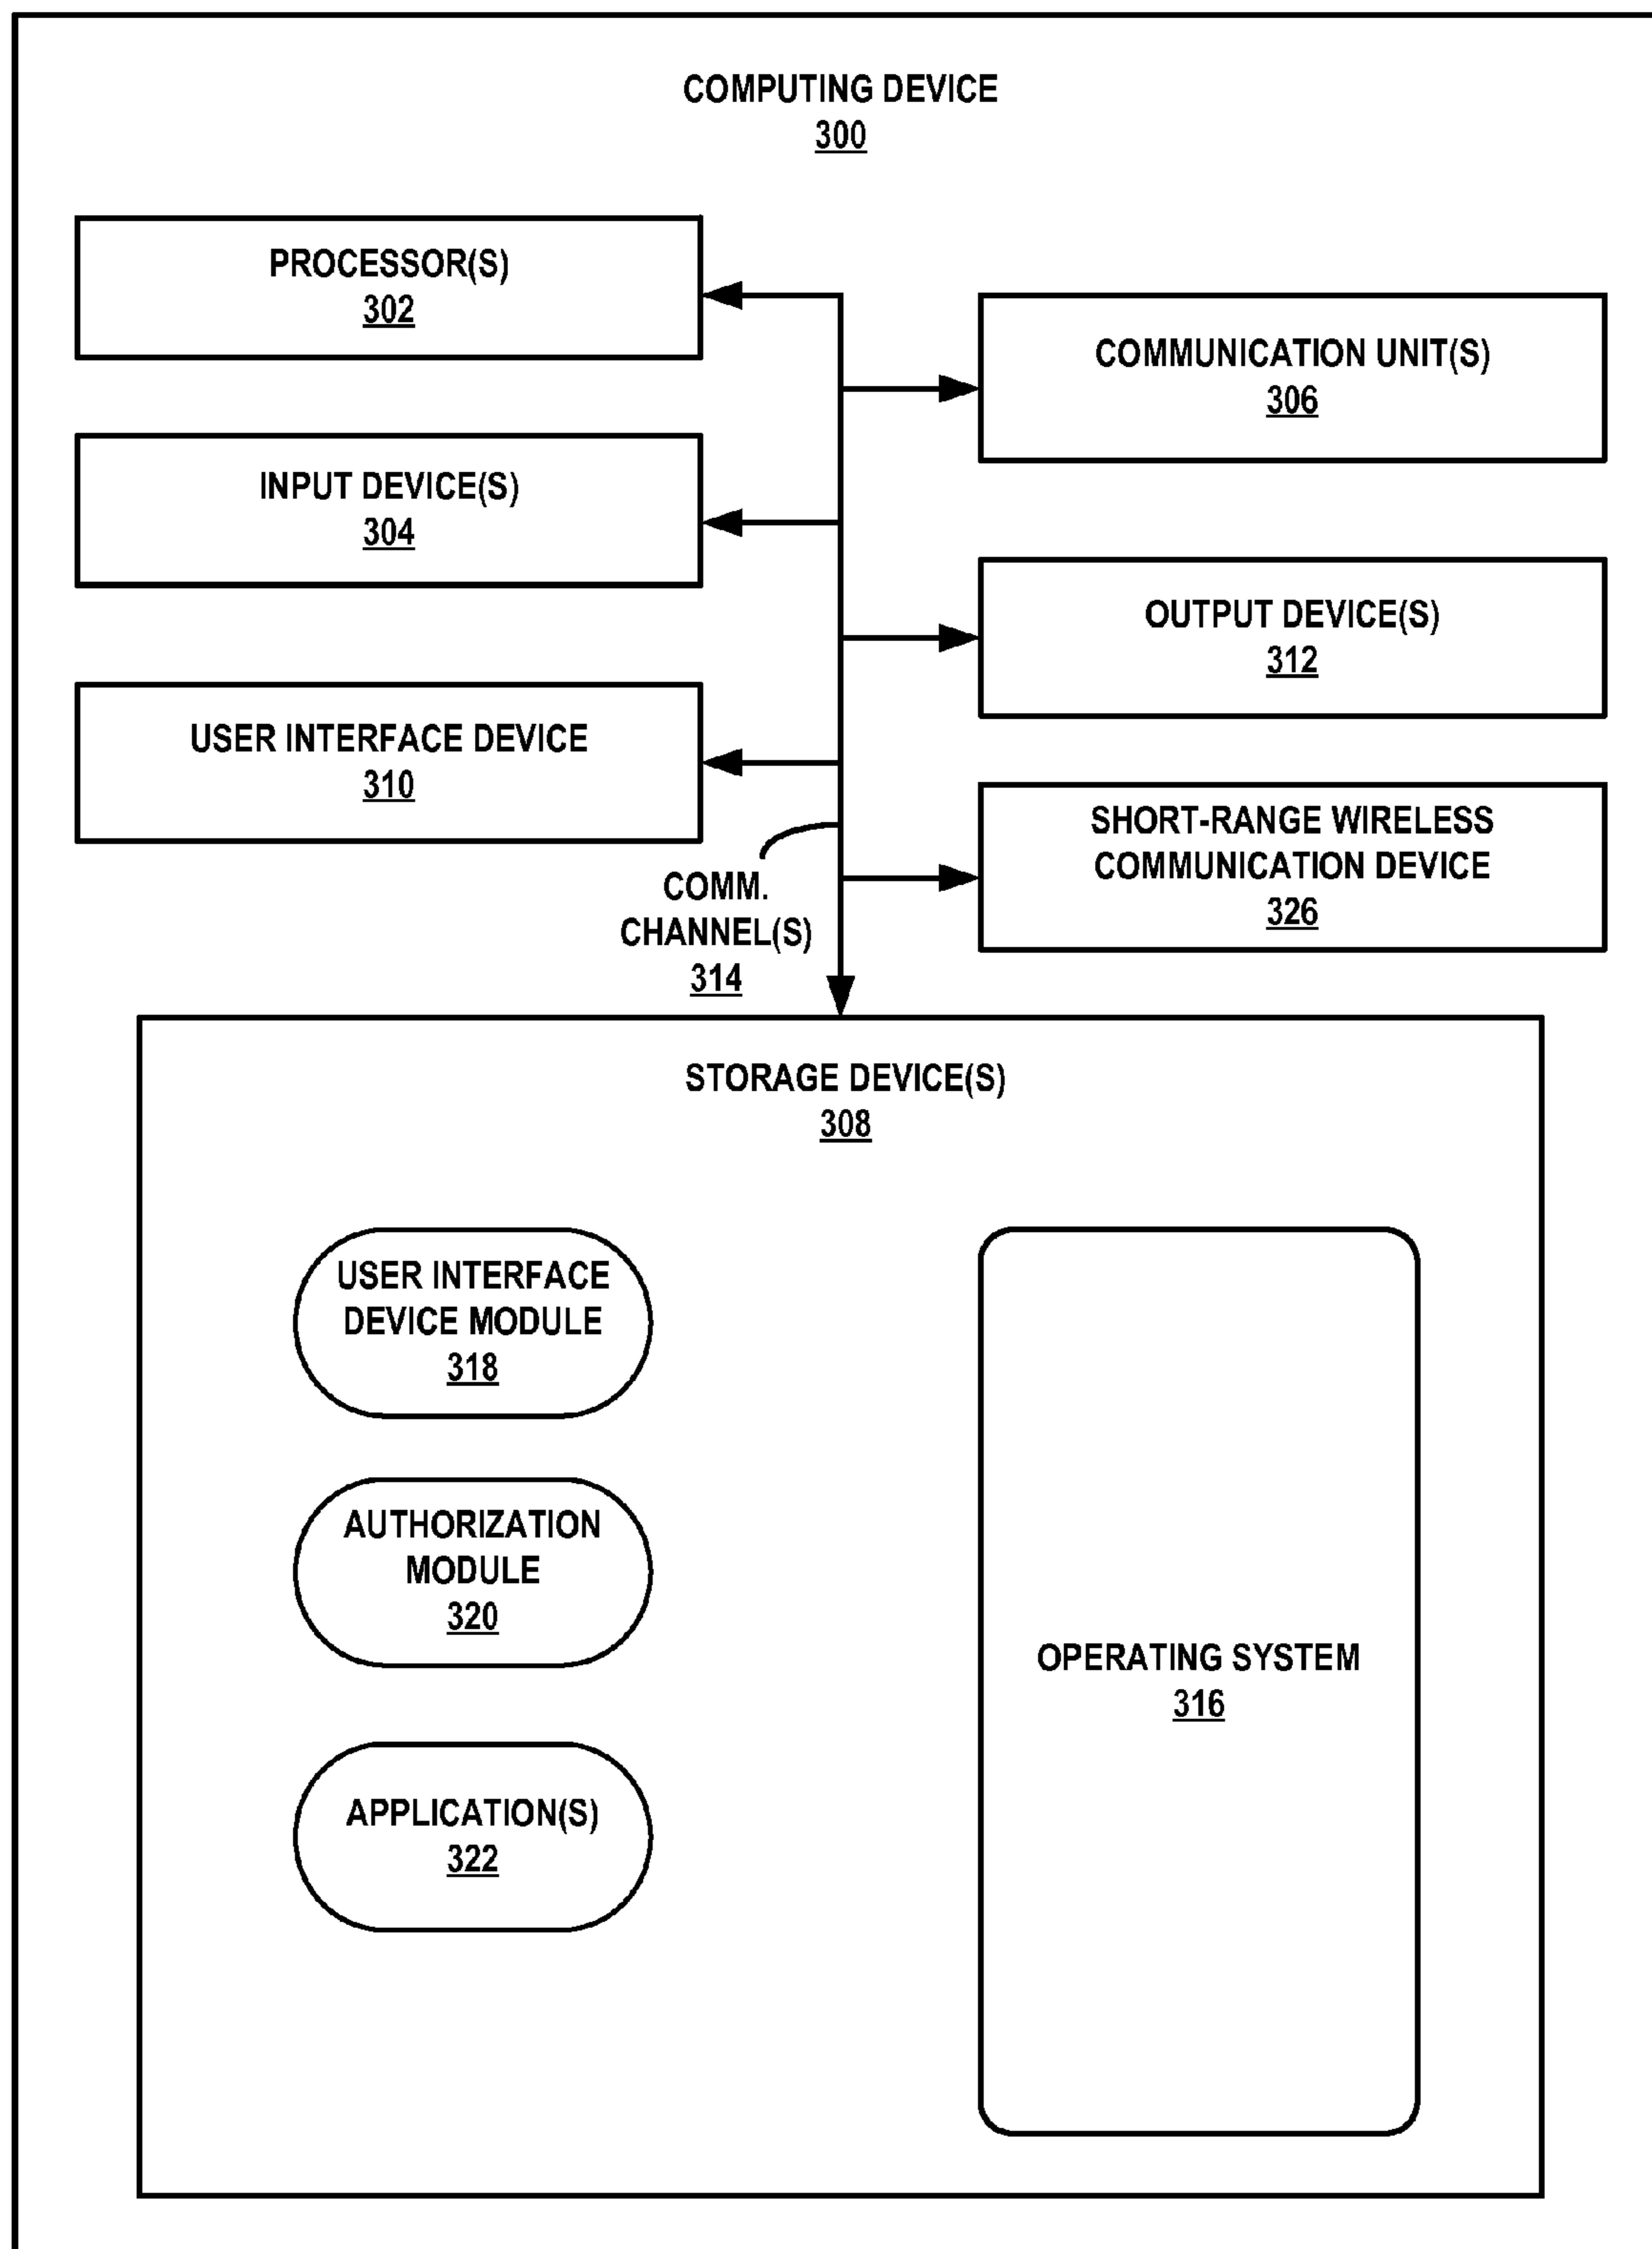 COMPUTING DEVICE
300
PROCESSOR(S)
302
COMMUNICATION UNIT(S)
306
INPUT DEVICE(S)
304
OUTPUT DEVICE(S)
312
USER INTERFACE DEVICE
310
SHORT-RANGE WIRELESS
COMMUNICATION DEVICE
326
COMM.
CHANNEL(S)
314
STORAGE DEVICE(S)
308
USER INTERFACE
DEVICE MODULE
318
AUTHORIZATION
MODULE
320
APPLICATION(S)
322
OPERATING SYSTEM
316